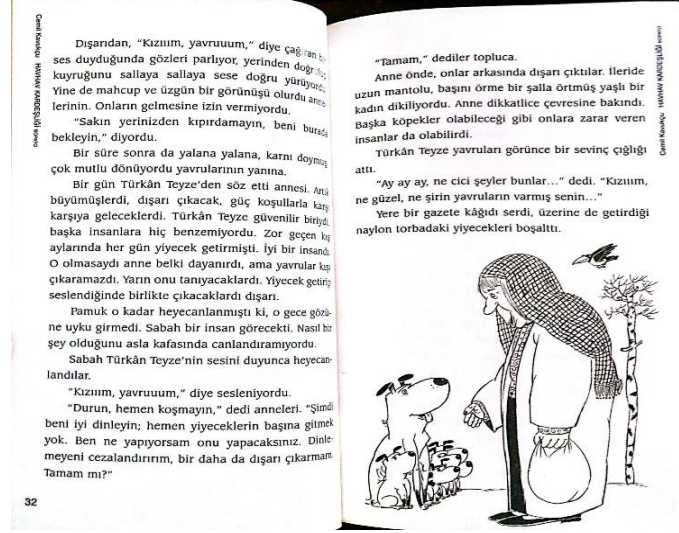 Cemil Kavukçu HAVHAV KARDEŞLİĞİ
Dışarıdan, “Kızıım, yavruuum,” diye çağıran bir
ses duyduğunda gözleri parlıyor, yerinden doğrulup
kuyruğunu sallaya sallaya sese doğru yürüyordu.
Yine de mahcup ve üzgün bir görünüşü olurdu anne-
lerinin. Onların gelmesine izin vermiyordu.
“Sakın yerinizden kıpırdamayın, beni burada
bekleyin,” diyordu.
Bir süre sonra da yalana yalana, karnı doymuş
çok mutlu dönüyordu yavrularının yanına.
Bir gün Türkân Teyze’den söz etti annesi. Artık
büyümüşlerdi, dışarı çıkacak, güç koşullarla karşı
karşıya geleceklerdi. Türkân Teyze güvenilir biriydi,
başka insanlara hiç benzemiyordu. Zor geçen kış
aylarında her gün yiyecek getirmişti. İyi bir insandı.
O olmasaydı anne belki dayanırdı, ama yavrular kışı
çıkaramazdı. Yarın onu tanıyacaklardı. Yiyecek getirip
seslendiğinde birlikte çıkacaklardı dışarı.
Pamuk o kadar heyecanlanmıştı ki, o gece gözü-
ne uyku girmedi. Sabah bir insan görecekti. Nasıl bir
şey olduğunu asla kafasında canlandıramıyordu.
Sabah Türkân Teyze’nin sesini duyunca heyecan-
landılar.
“Kızıım, yavruuum,” diye sesleniyordu.
“Durun, hemen koşmayın,” dedi anneleri. “Şimdi
beni iyi dinleyin; hemen yiyeceklerin başına gitmek
yok. Ben ne yapıyorsam onu yapacaksınız. Dinle-
meyeni cezalandırırım, bir daha da dışarı çıkarmam.
Tamam mı?”
32
“Tamam,” dediler topluca.
Anne önde, onlar arkasında dışarı çıktılar. İleride
uzun mantolu, başını örme bir şalla örtmüş yaşlı bir
kadın dikiliyordu. Anne dikkatlice çevresine bakındı.
Başka köpekler olabileceği gibi onlara zarar veren
insanlar da olabilirdi.
Türkân Teyze yavruları görünce bir sevinç çığlığı
attı.
“Ay ay ay, ne cici şeyler bunlar...” dedi. “Kızıım,
ne güzel, ne şirin yavruların varmış senin...”
Yere bir gazete kâğıdı serdi, üzerine de getirdiği
naylon torbadaki yiyecekleri boşalttı.
Cemil Kavukçu HAVHAV KARDEŞLİĞİ